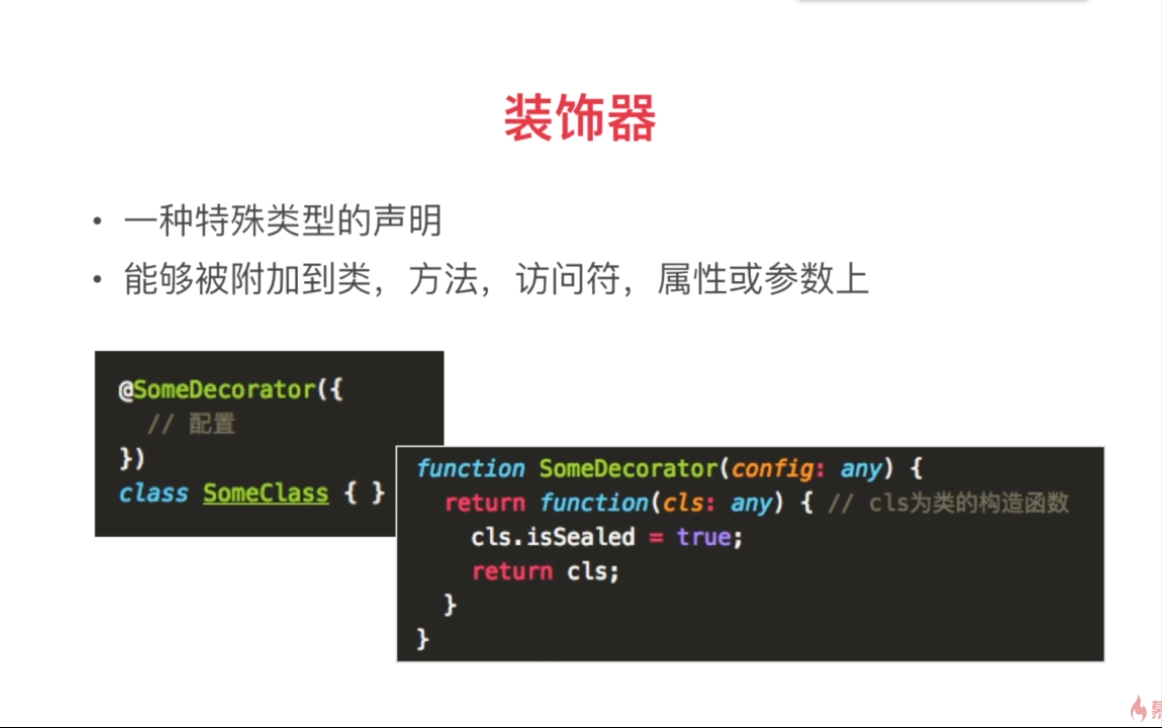 装饰器
• 一种特殊类型的声明
• 能够被附加到类，方法，访问符，属性或参数上
@SomeDecorator({
// 配置
})
class SomeClass { }
function SomeDecorator(config: any) {
return function(cls: any) { // cls为类的构造函数
cls.isSealed = true;
return cls;
}
}